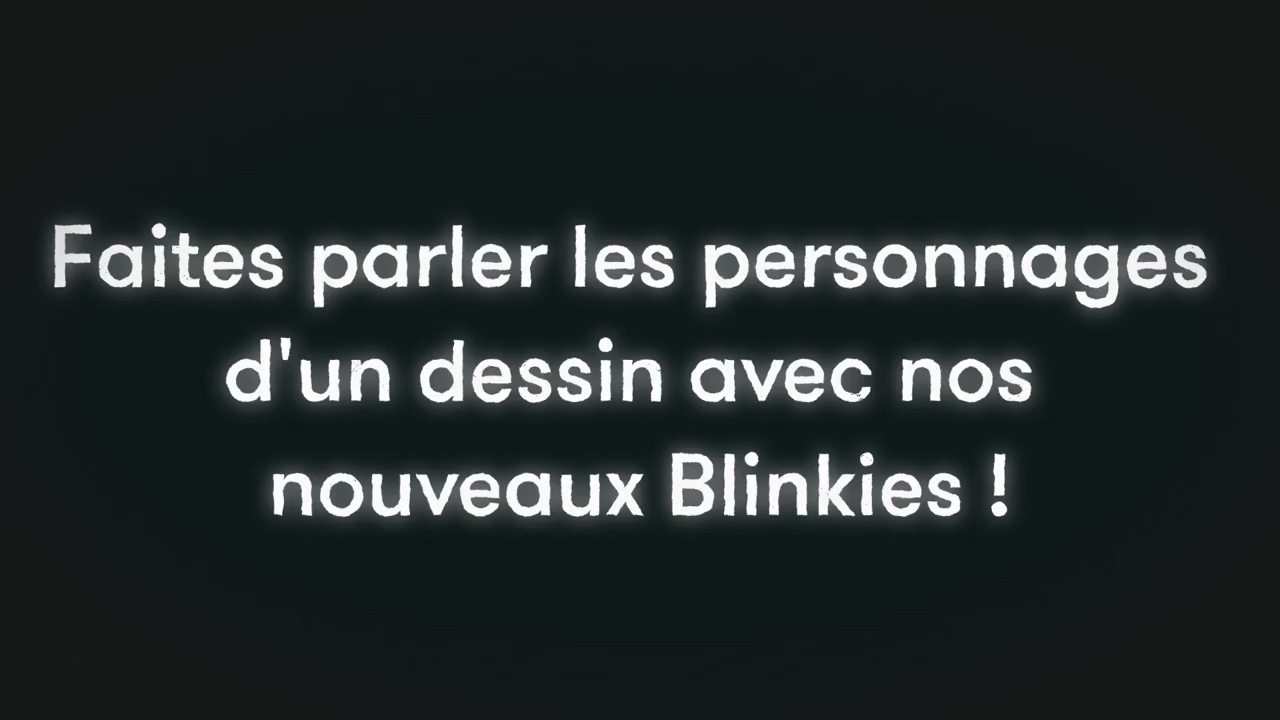 Faites parler les personnages
d'un dessin avec nos
nouveaux Blinkies !